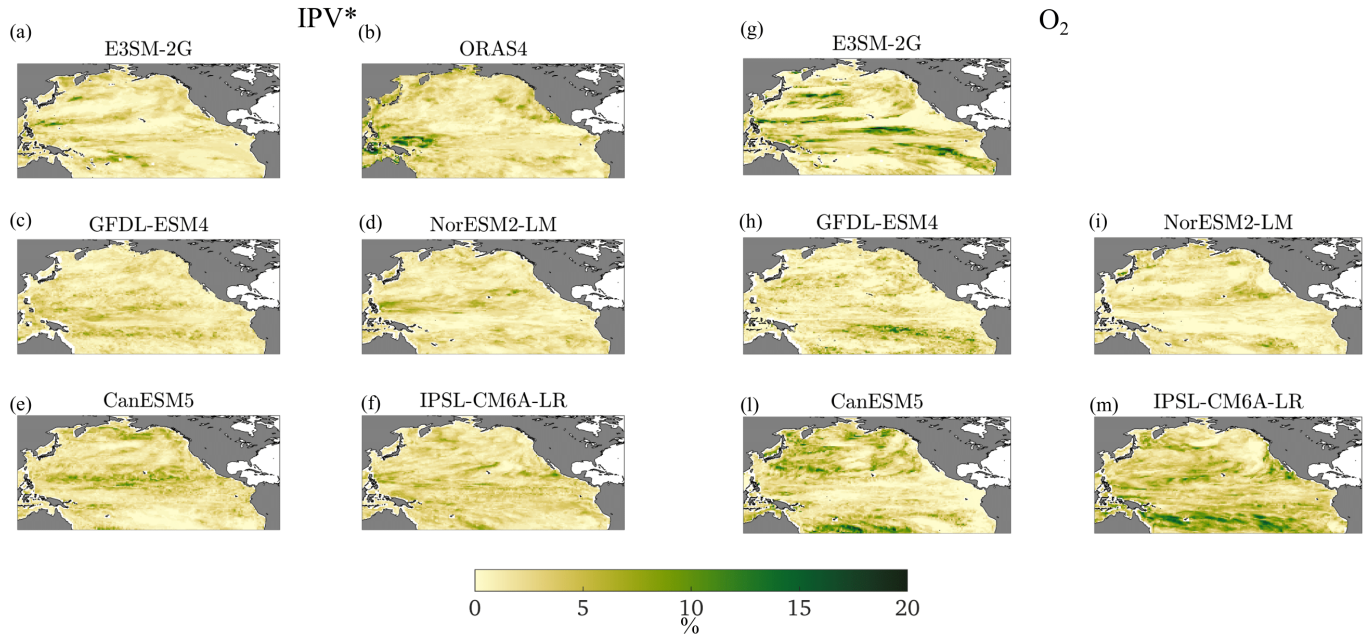 IPV*
O₂
(a)
E3SM-2G
(b)
ORAS4
(g)
E3SM-2G
(c)
GFDL-ESM4
(d)
NorESM2-LM
(h)
GFDL-ESM4
(i)
NorESM2-LM
(e)
CanESM5
(f)
IPSL-CM6A-LR
(l)
CanESM5
(m)
IPSL-CM6A-LR
0 5 10 15 20
%